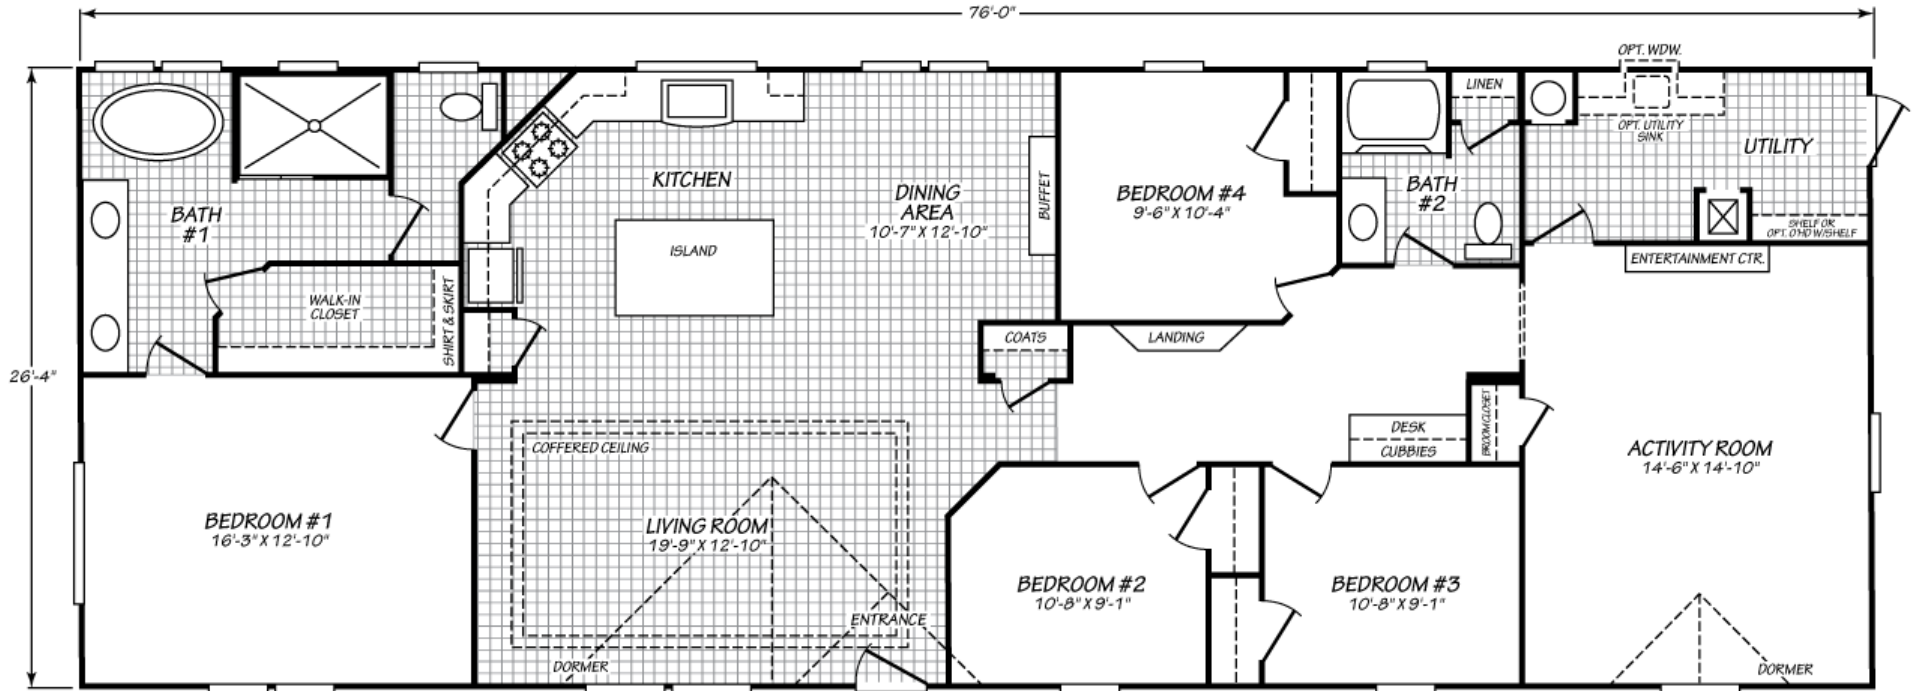 76'-0"
OPT. WDW.
LINEN
OPT. UTILITY
SINK
UTILITY
KITCHEN
DINING
AREA
10'-7" X 12'-10"
BUFFET
BEDROOM #4
9'-6" X 10'-4"
BATH
#2
BATH
#1
SHELF OR
OPT. O'HD W/SHELF
ISLAND
ENTERTAINMENT CTR.
WALK-IN
CLOSET
SHIRT & SKIRT
COATS
LANDING
26'-4"
DESK
CUBBIES
BROOM CLOSET
COFFERED CEILING
ACTIVITY ROOM
14'-6" X 14'-10"
BEDROOM #1
16'-3" X 12'-10"
LIVING ROOM
19'-9" X 12'-10"
BEDROOM #2
10'-8" X 9'-1"
BEDROOM #3
10'-8" X 9'-1"
ENTRANCE
DORMER
DORMER